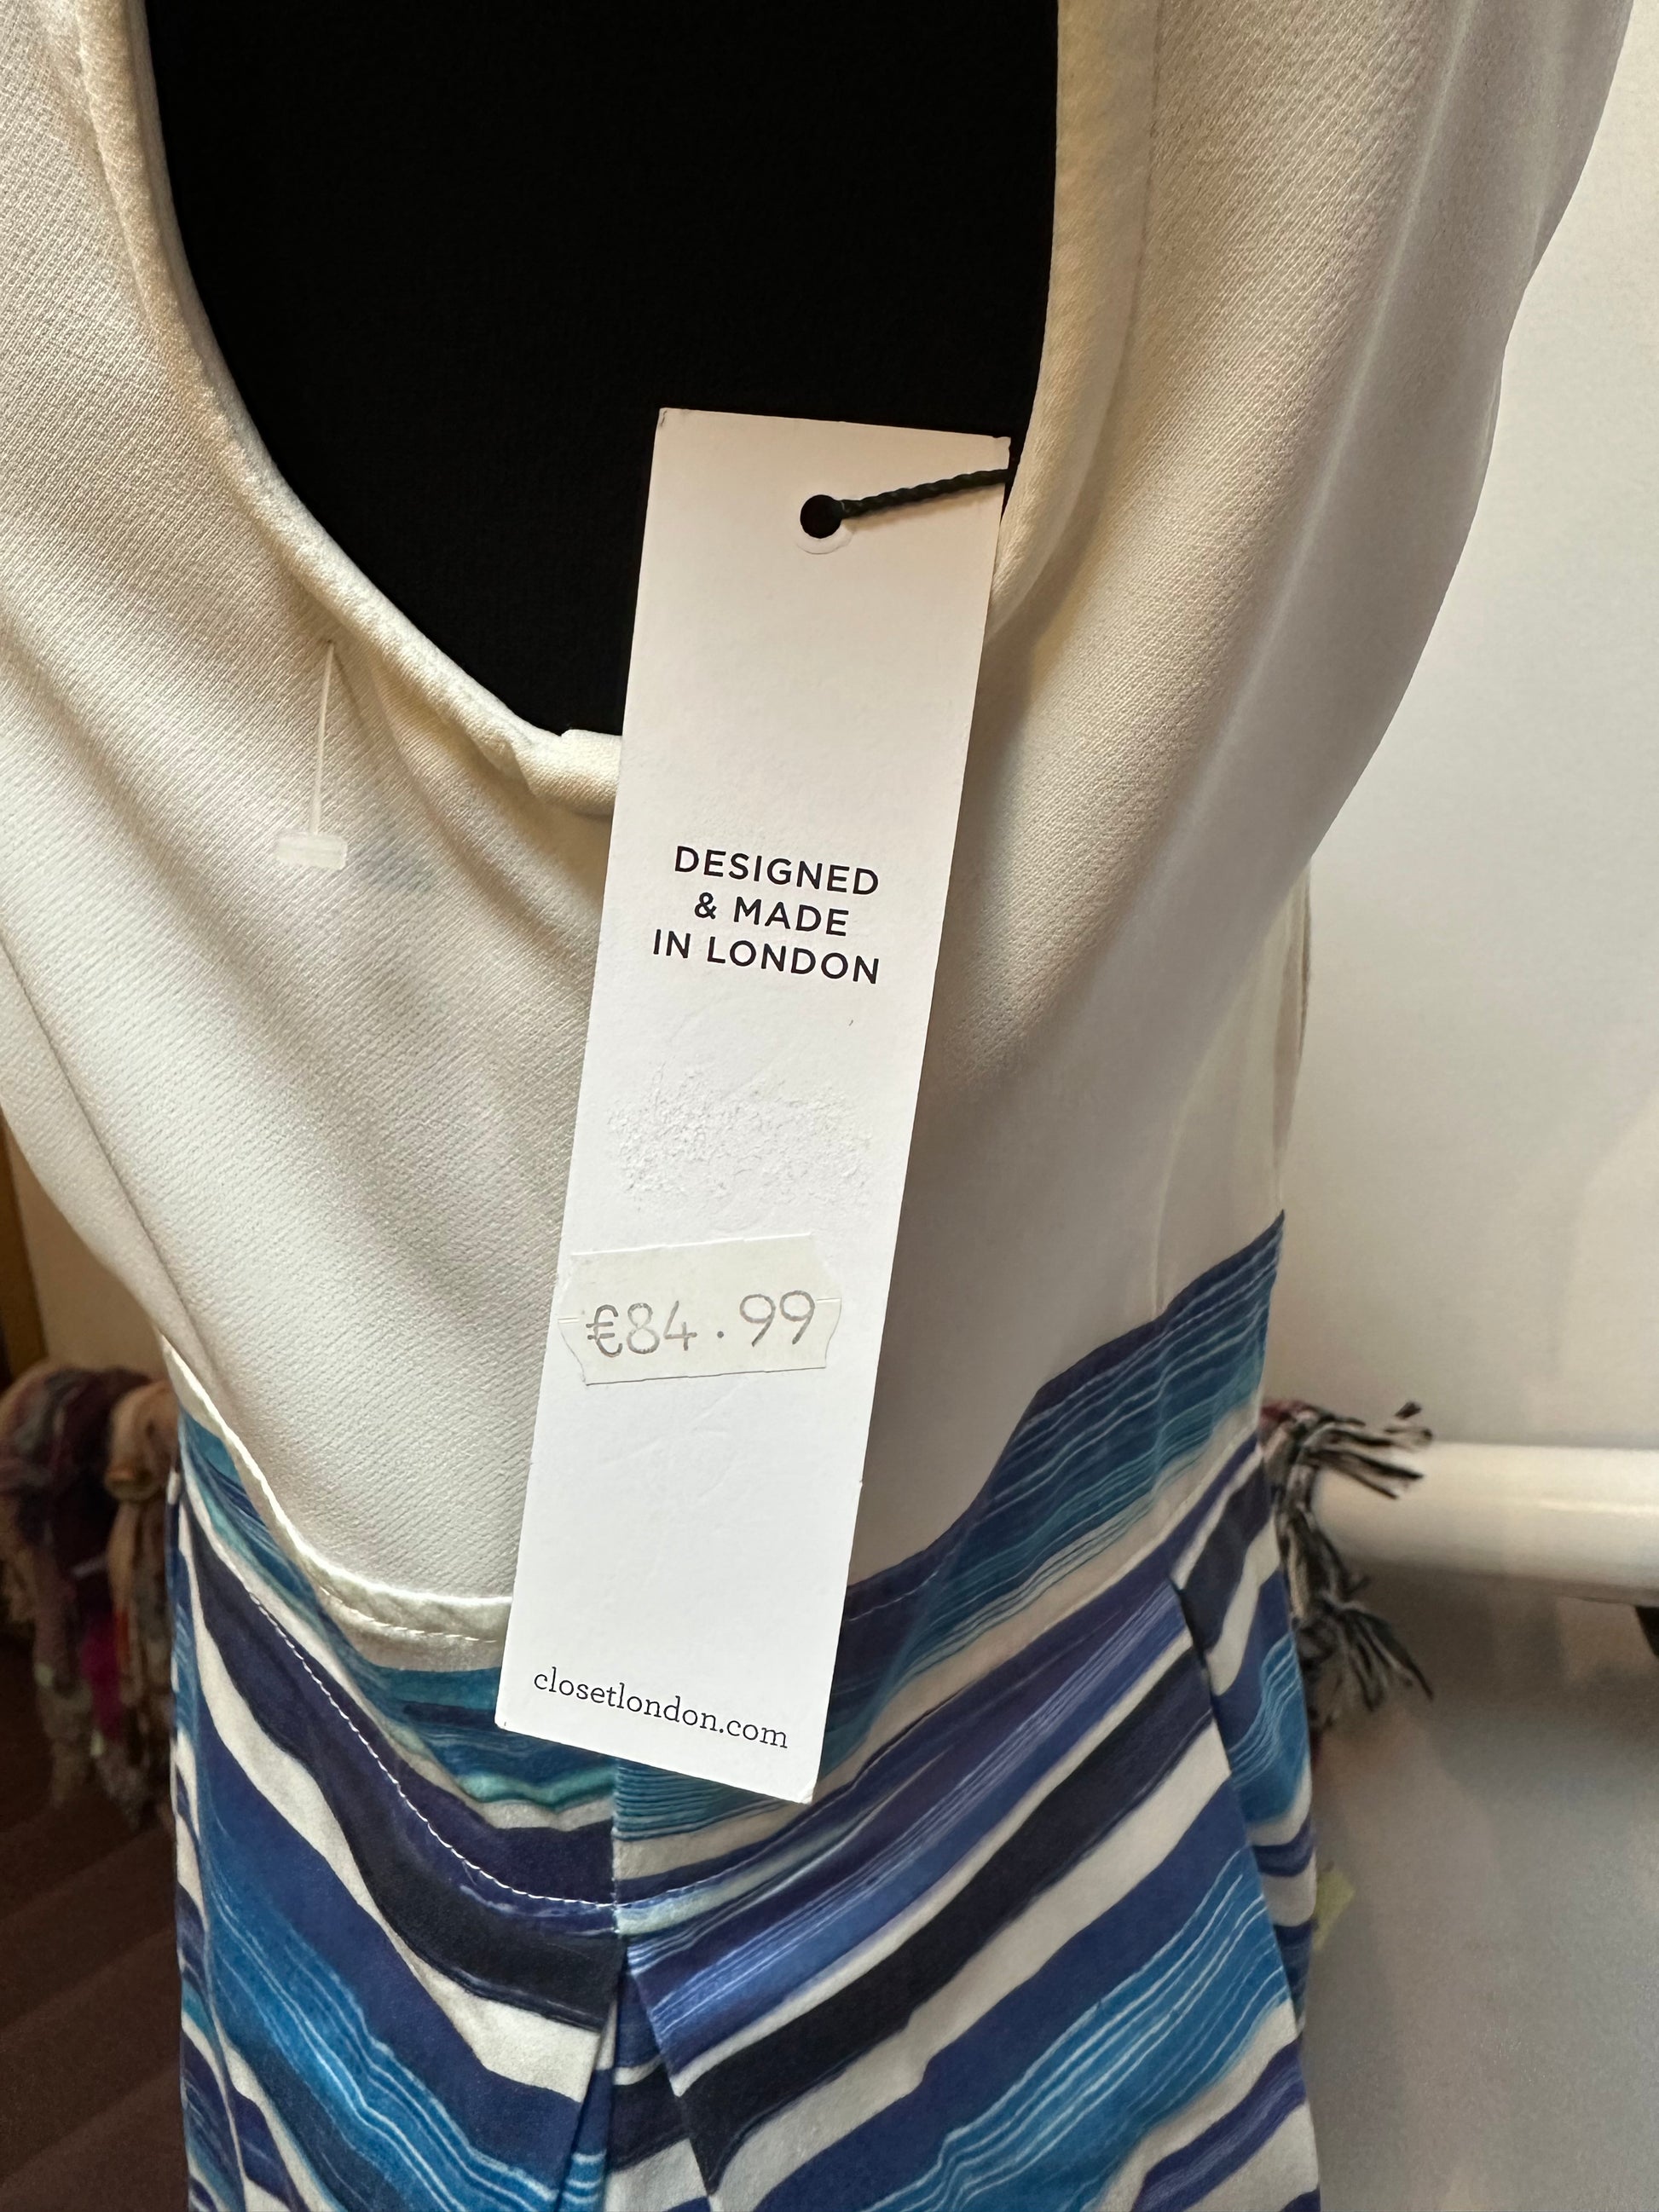 DESIGNED
& MADE
IN LONDON
€84.99
closetlondon.com